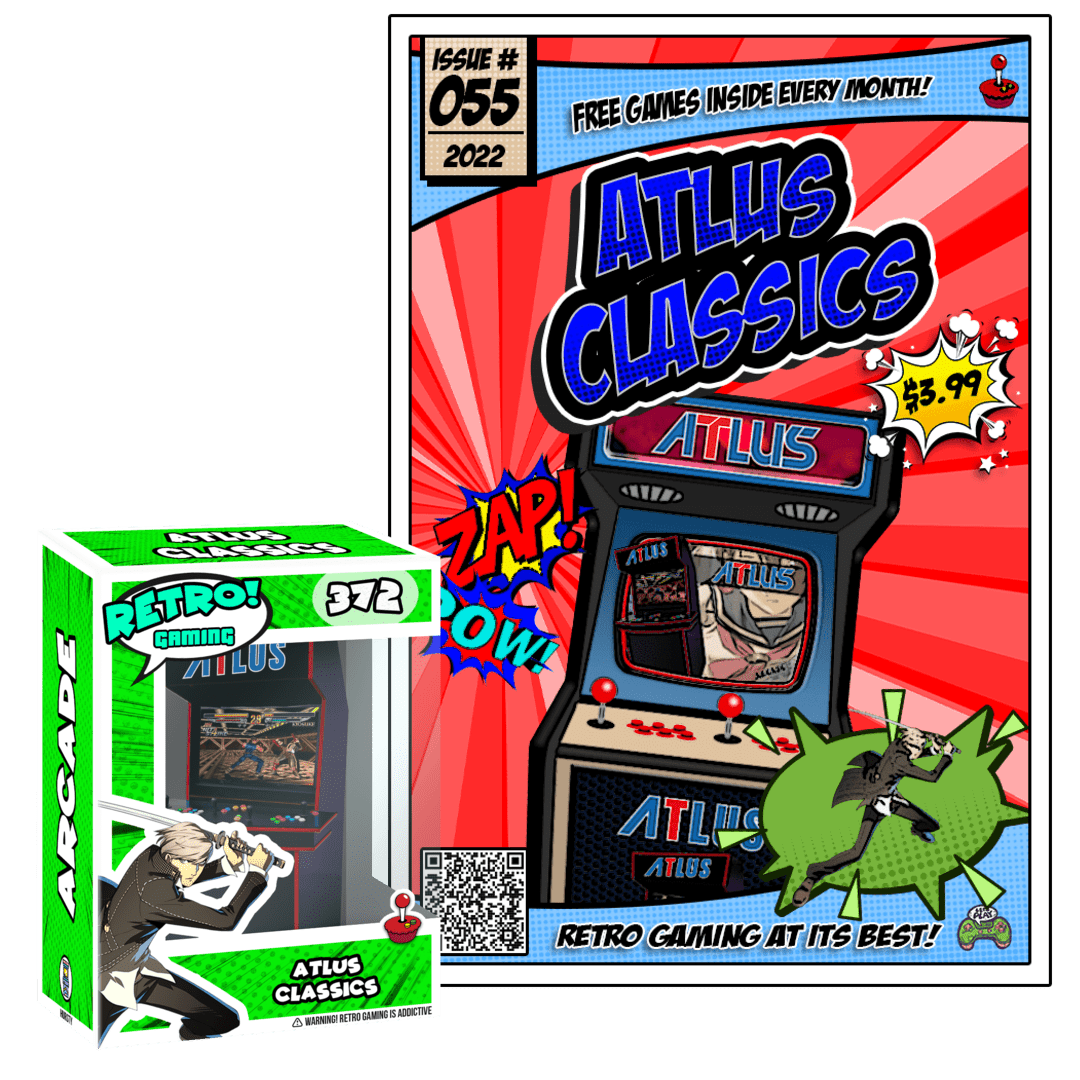 ISSUE #
055
2022
FREE GAMES INSIDE EVERY MONTH!
ATLUS
CLASSICS
$3.99
ATLUS
ZAP!
POW!
ATLUS
ATLUS
ARCADE
ATLUS
ATLUS
RETRO GAMING AT ITS BEST!
PLAY
ATLUS
CLASSICS
RETRO!
GAMING
372
ATLUS
ARCADE
ATLUS
CLASSICS
⚠ WARNING! RETRO GAMING IS ADDICTIVE